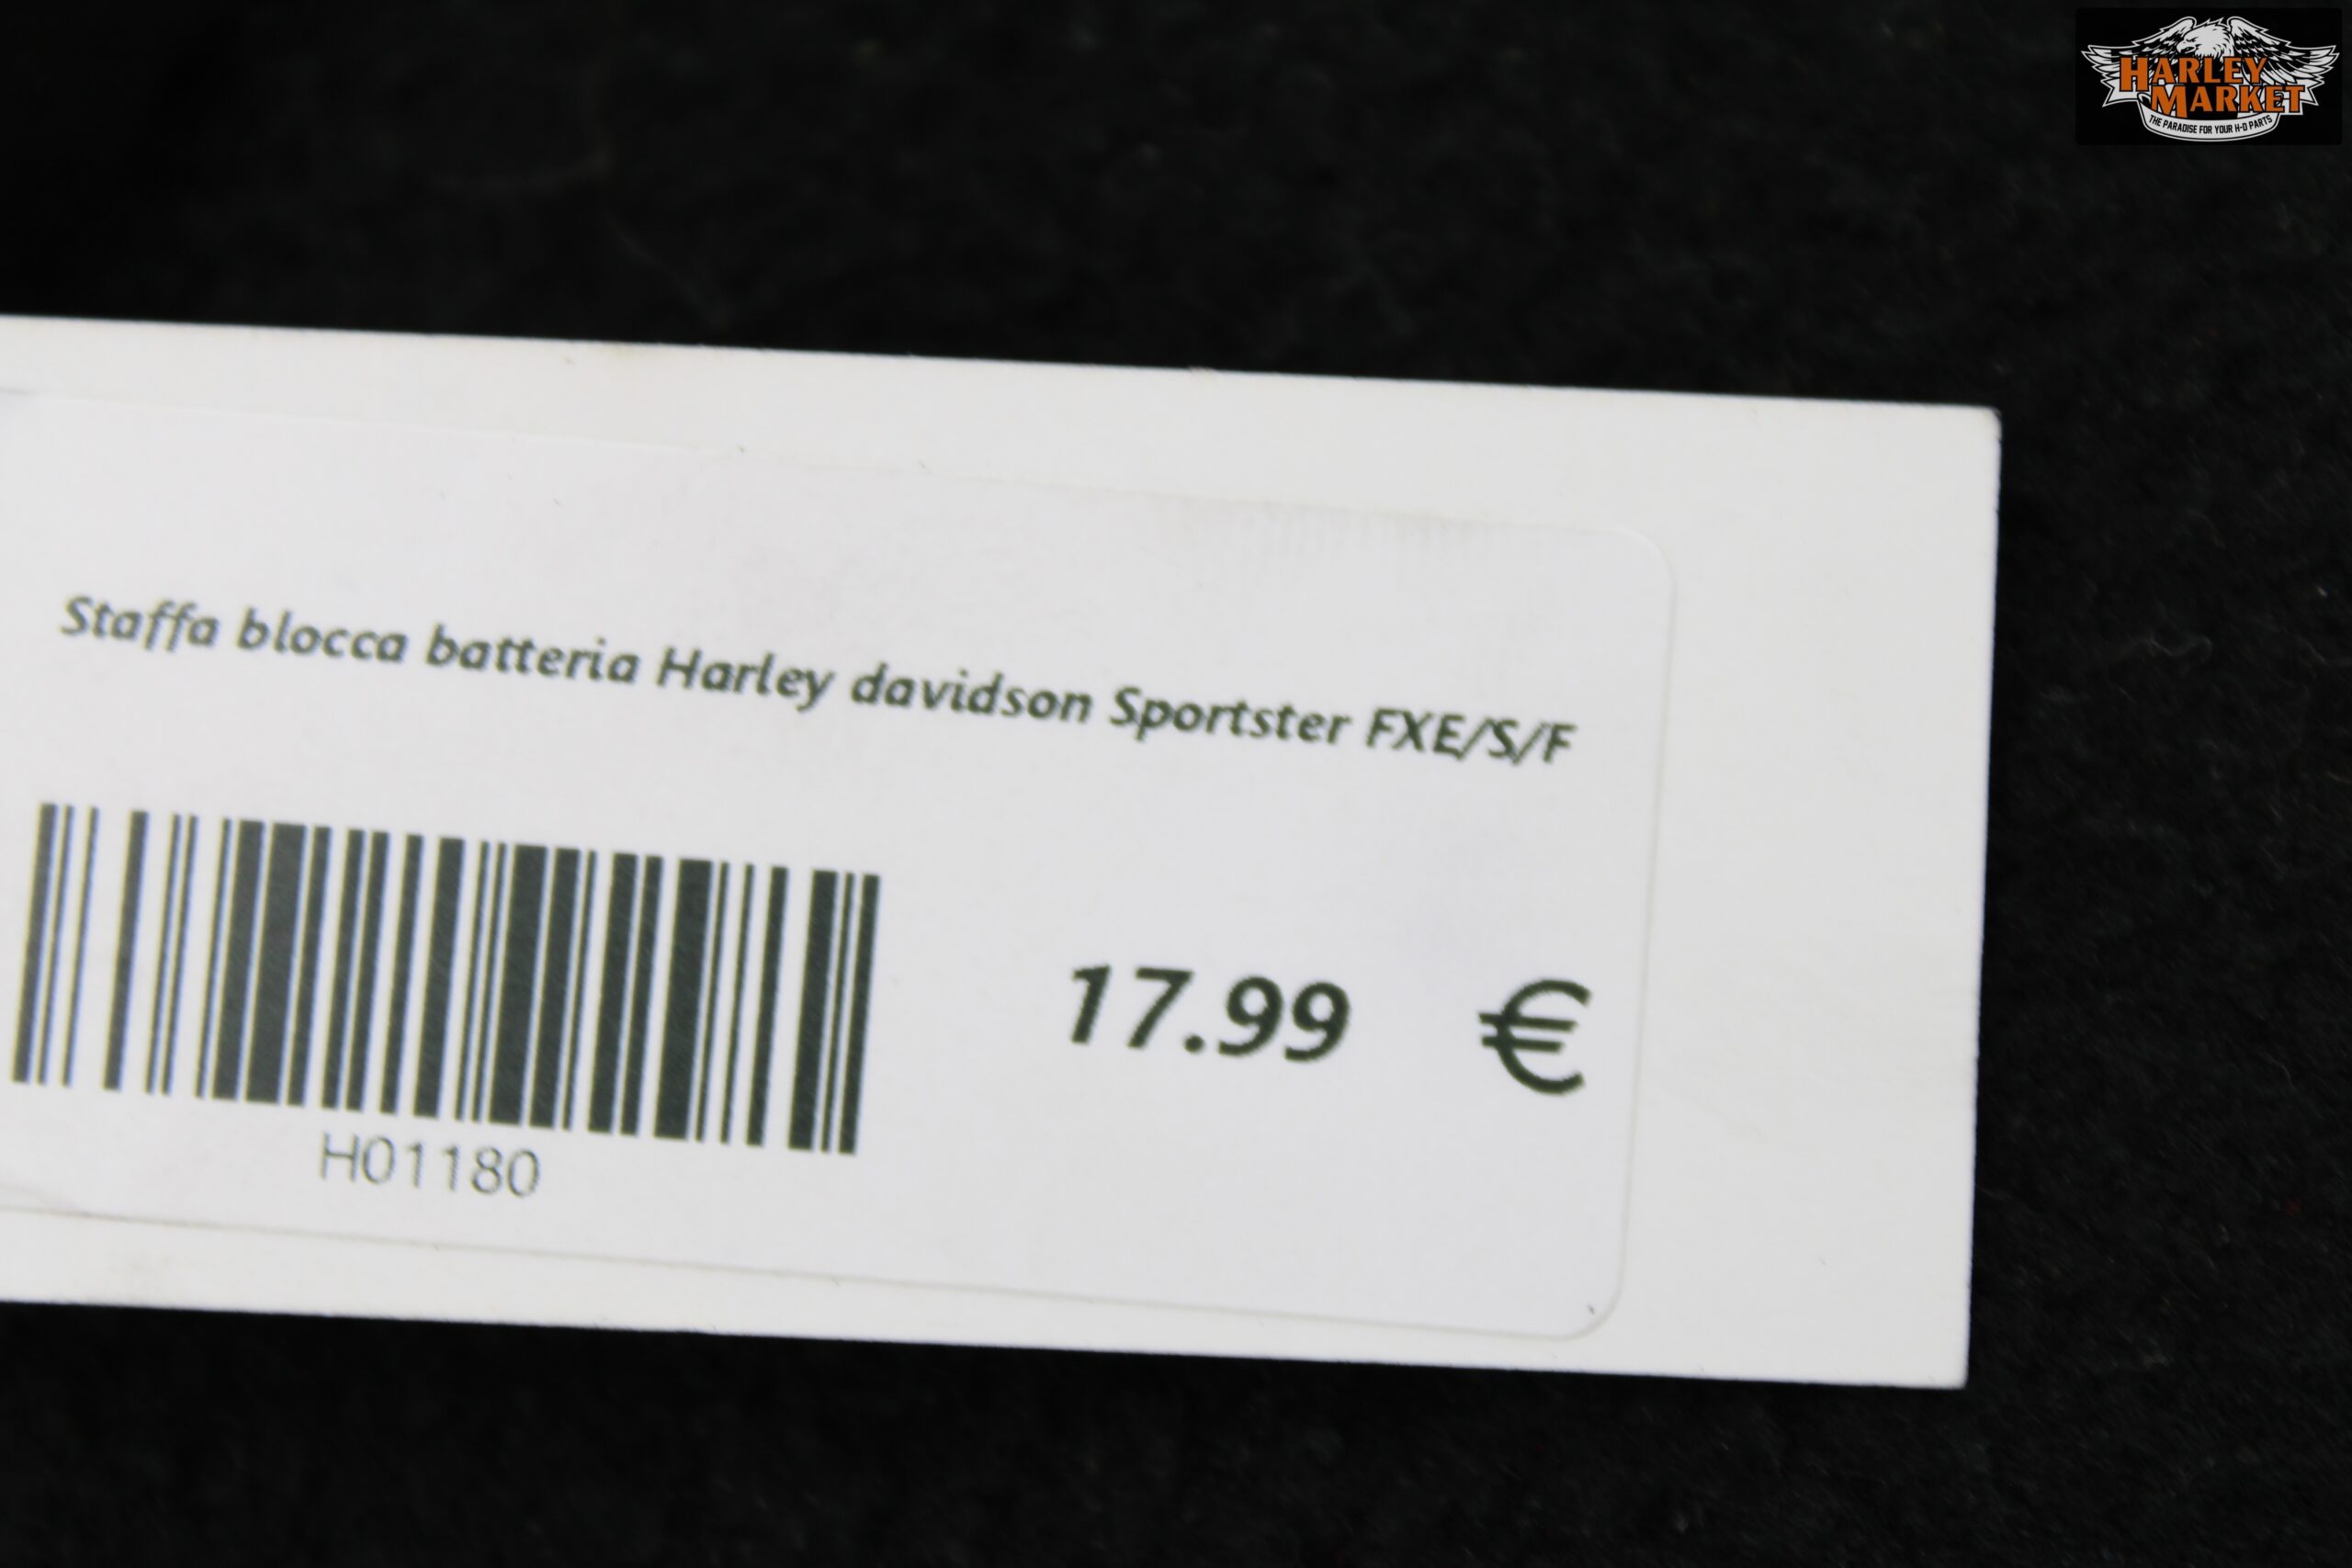 HARLEY
MARKET
THE PARADISE FOR YOUR H-D PARTS
Staffa blocca batteria Harley davidson Sportster FXE/S/F
17.99 €
H01180